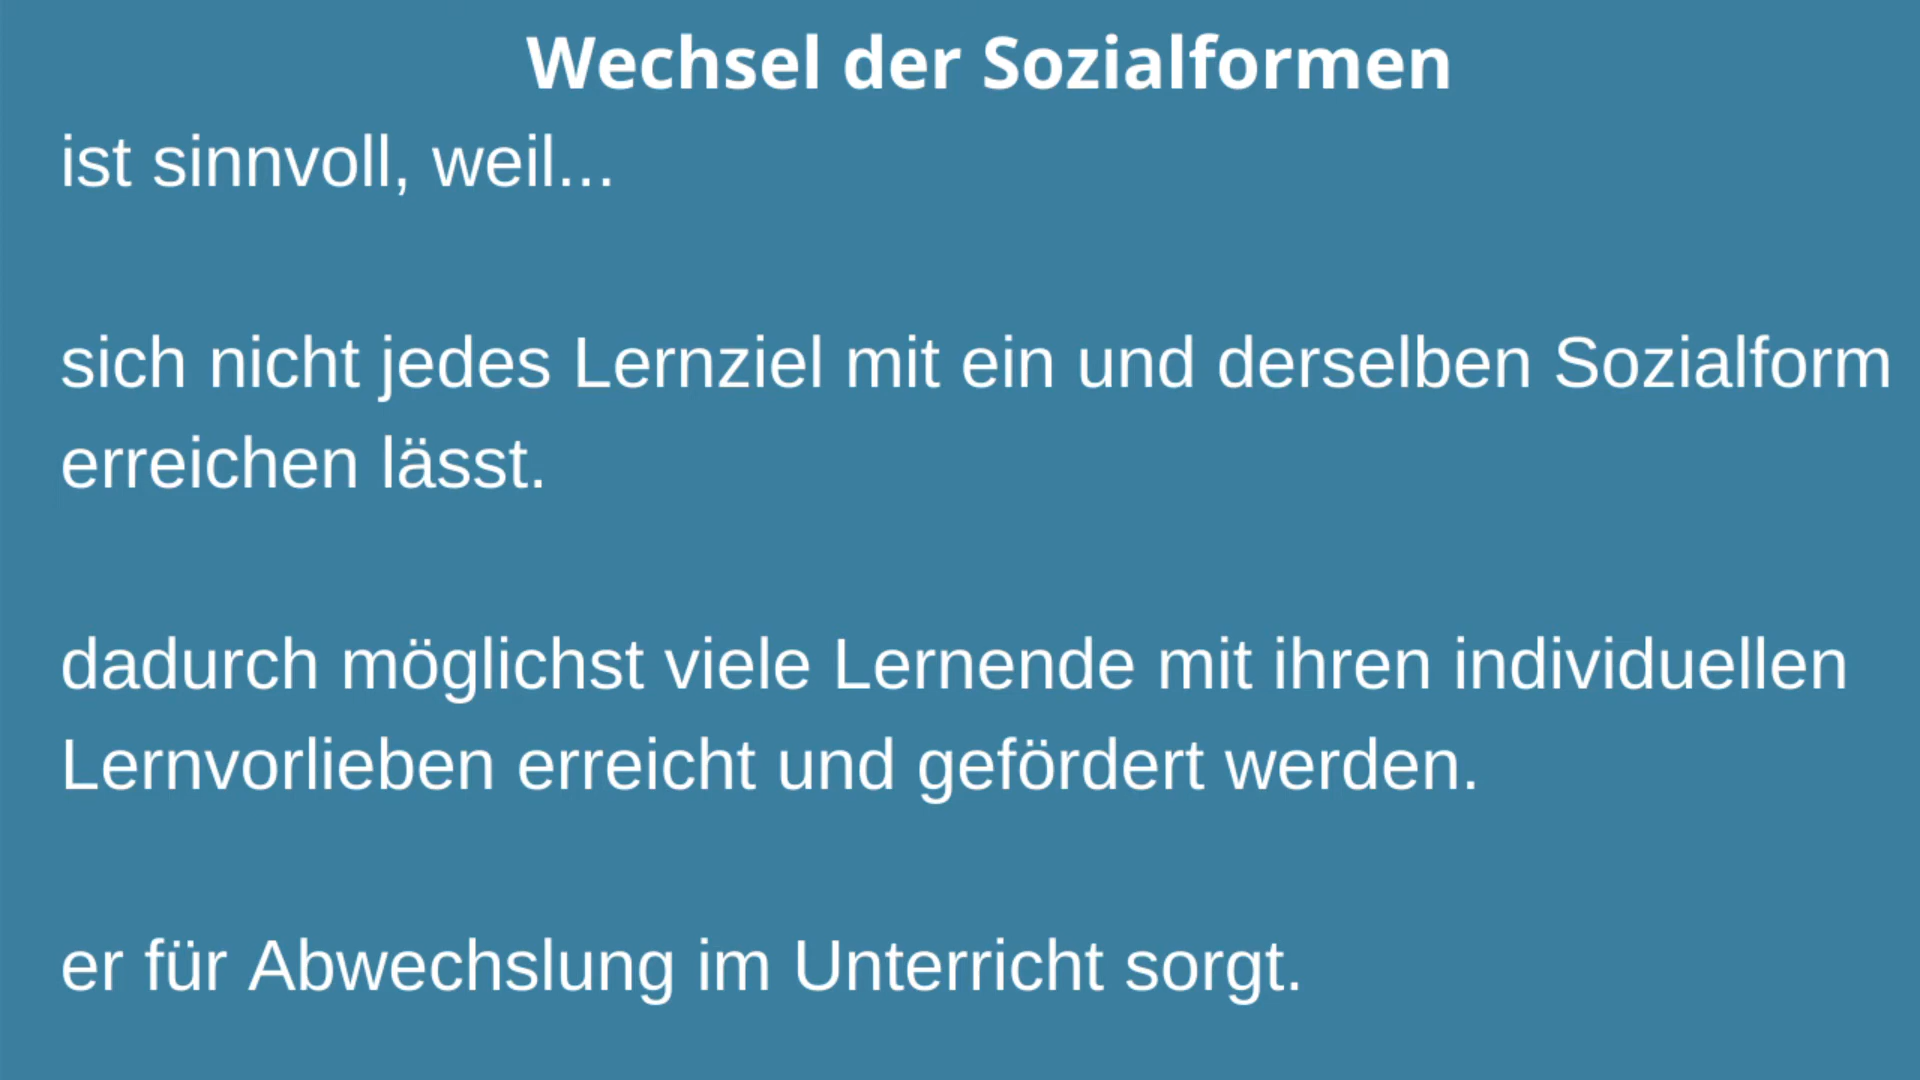 Wechsel der Sozialformen
ist sinnvoll, weil...
sich nicht jedes Lernziel mit ein und derselben Sozialform
erreichen lässt.
dadurch möglichst viele Lernende mit ihren individuellen
Lernvorlieben erreicht und gefördert werden.
er für Abwechslung im Unterricht sorgt.